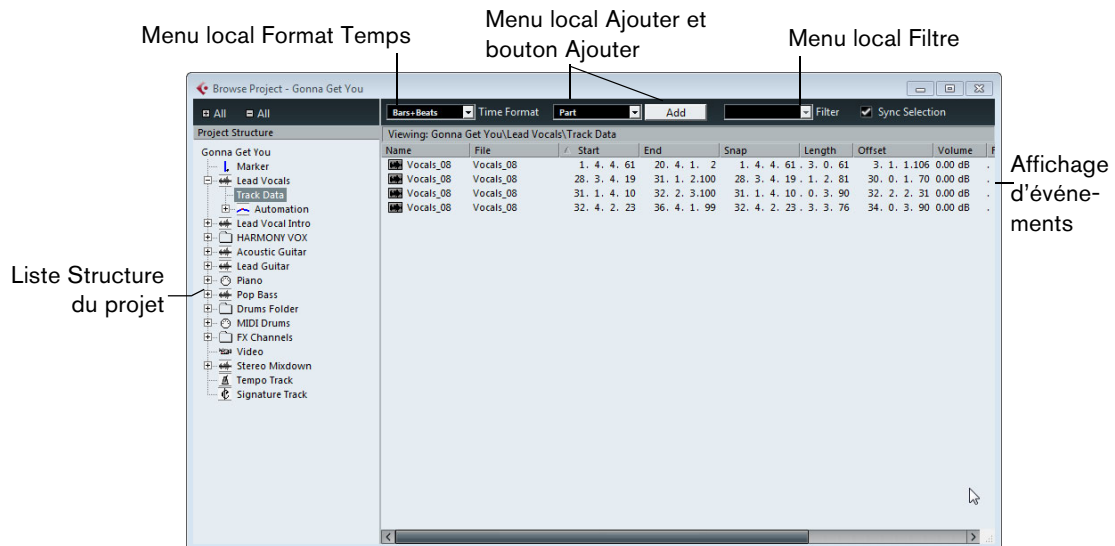 Menu local Format Temps
Menu local Ajouter et
bouton Ajouter
Menu local Filtre
Browse Project - Gonna Get You
All All
Bars+Beats Time Format Part Add Filter Sync Selection
Project Structure
Viewing: Gonna Get You\Lead Vocals\Track Data
Name File Start End Snap Length Offset Volume F
Vocals_08 Vocals_08 1. 4. 4. 61 20. 4. 1. 2 1. 4. 4. 61 . 3. 0. 61 3. 1. 1.106 0.00 dB .
Vocals_08 Vocals_08 28. 3. 4. 19 31. 1. 2.100 28. 3. 4. 19 . 1. 2. 81 30. 0. 1. 70 0.00 dB .
Vocals_08 Vocals_08 31. 1. 4. 10 32. 2. 3.100 31. 1. 4. 10 . 0. 3. 90 32. 2. 2. 31 0.00 dB .
Vocals_08 Vocals_08 32. 4. 2. 23 36. 4. 1. 99 32. 4. 2. 23 . 3. 3. 76 34. 0. 3. 90 0.00 dB .
Gonna Get You
Marker
Lead Vocals
Track Data
Automation
Lead Vocal Intro
HARMONY VOX
Acoustic Guitar
Lead Guitar
Piano
Pop Bass
Drums Folder
MIDI Drums
FX Channels
Video
Stereo Mixdown
Tempo Track
Signature Track
Liste Structure
du projet
Affichage
d'événe-
ments